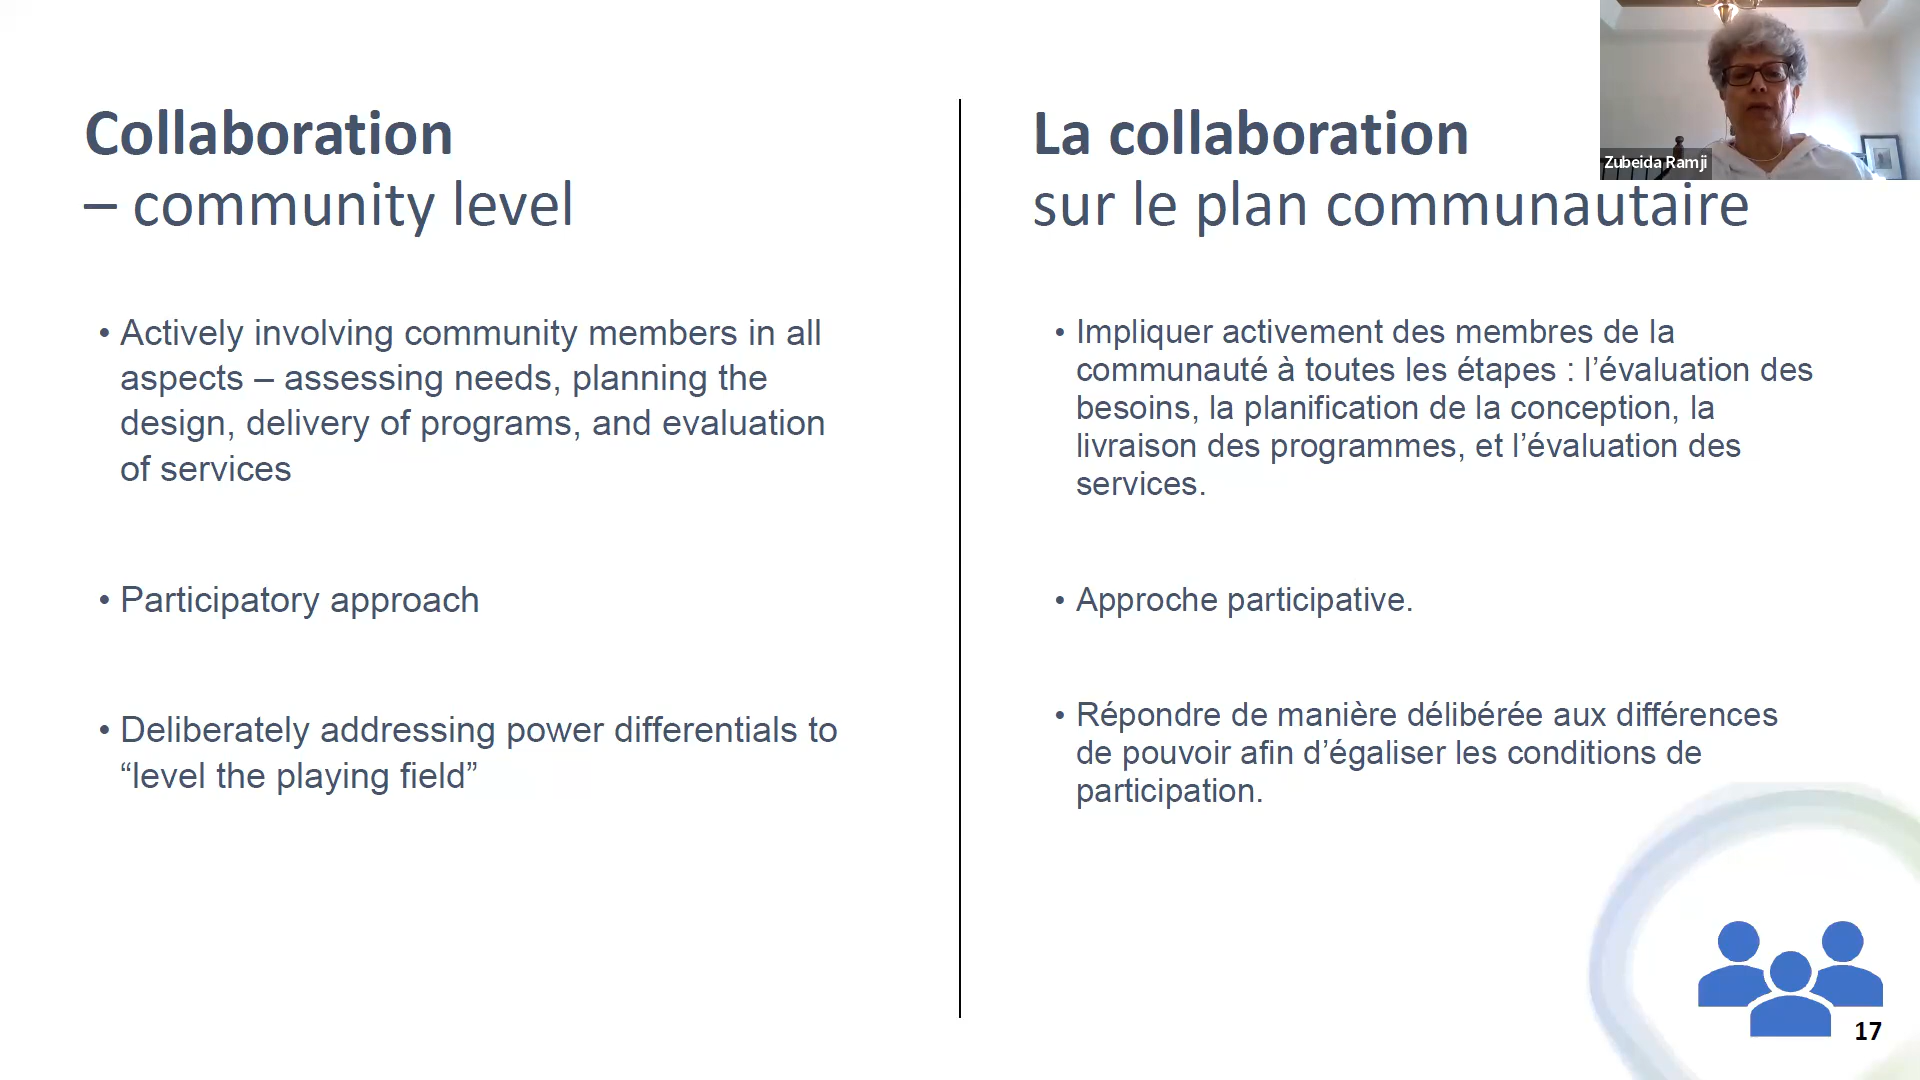 Collaboration
– community level
• Actively involving community members in all
aspects – assessing needs, planning the
design, delivery of programs, and evaluation
of services
• Participatory approach
• Deliberately addressing power differentials to
“level the playing field”
La collaboration
sur le plan communautaire
• Impliquer activement des membres de la
communauté à toutes les étapes : l’évaluation des
besoins, la planification de la conception, la
livraison des programmes, et l’évaluation des
services.
• Approche participative.
• Répondre de manière délibérée aux différences
de pouvoir afin d’égaliser les conditions de
participation.
Zubeida Ramji
17